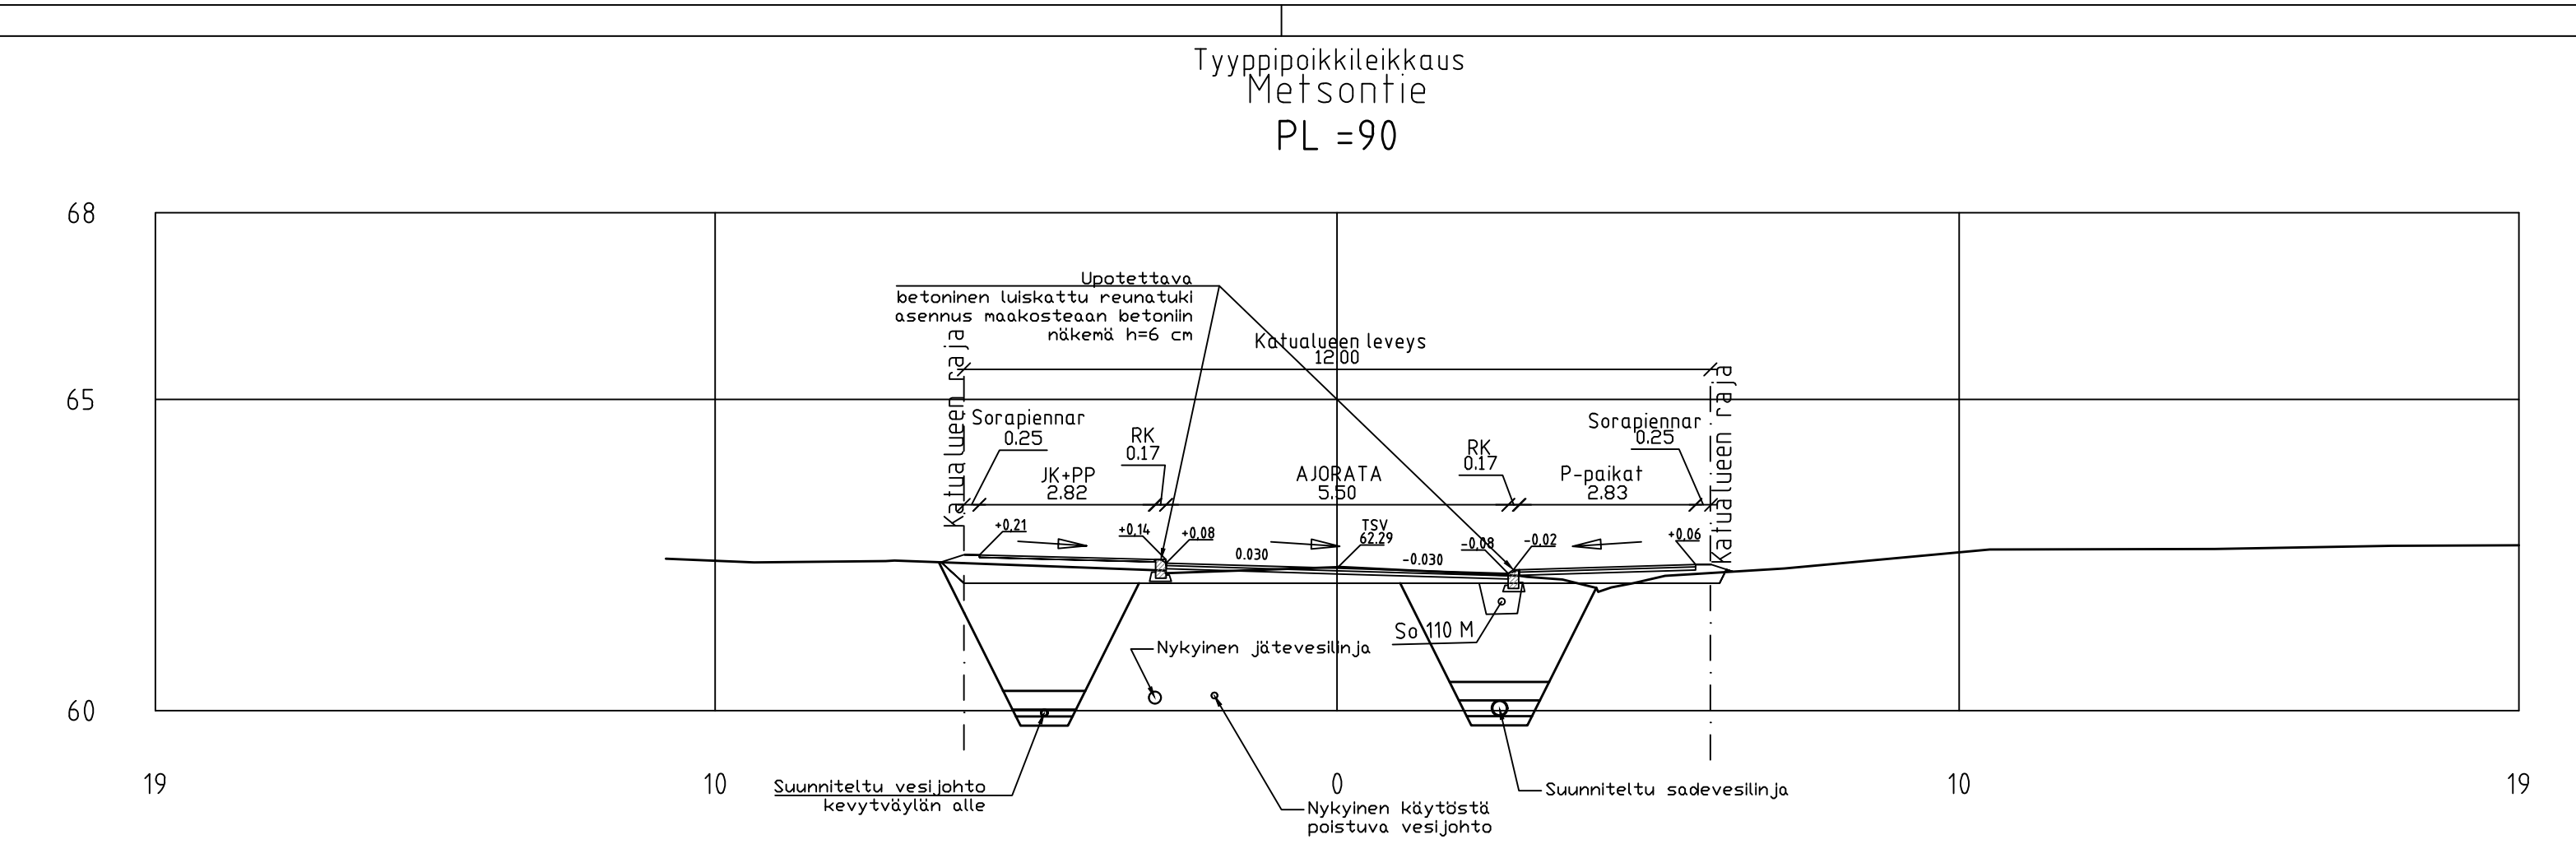 Tyyppipoikkileikkaus
Metsontie
PL =90
68
65
60
Upotettava
betoninen luiskattu reunatuki
asennus maakosteaan betoniin
näkemä h=6 cm
Katualueen leveys
12.00
Katualueen raja
Katualueen raja
Sorapiennar
0.25
RK
0.17
JK+PP
2.82
AJORATA
5.50
RK
0.17
Sorapiennar
0.25
P-paikat
2.83
+0,21
+0,14
+0.08
0.030
TSV
62.29
-0.030
-0,08
-0.02
+0.06
So 110 M
Nykyinen jätevesilinja
Suunniteltu vesijohto
kevytväylän alle
Nykyinen käytöstä
poistuva vesijohto
Suunniteltu sadevesilinja
19
10
0
10
19